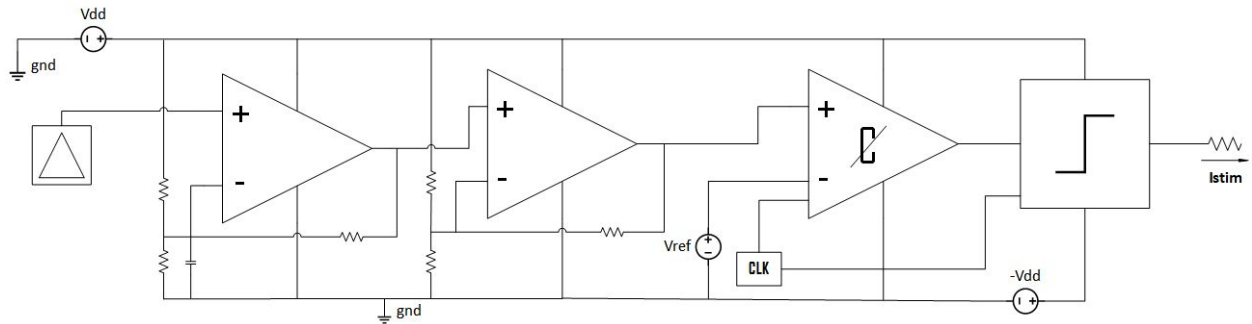 Vdd
gnd
Vref
CLK
gnd
-Vdd
Istim